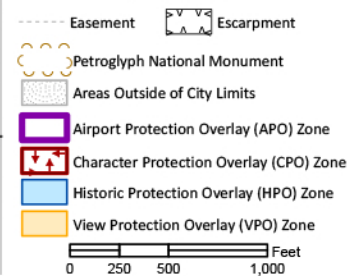 Easement Escarpment
Petroglyph National Monument
Areas Outside of City Limits
Airport Protection Overlay (APO) Zone
Character Protection Overlay (CPO) Zone
Historic Protection Overlay (HPO) Zone
View Protection Overlay (VPO) Zone
Feet
0 250 500 1,000